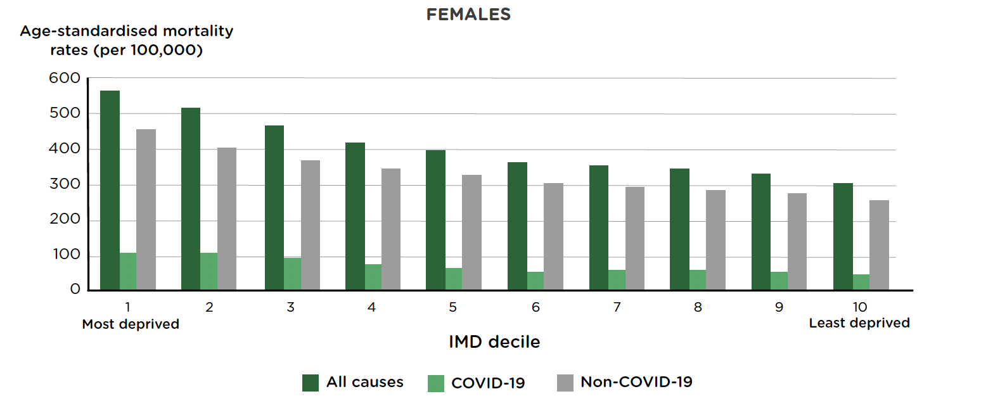 FEMALES
Age-standardised mortality
rates (per 100,000)
600
500
400
300
200
100
0
1 2 3 4 5 6 7 8 9 10
Most deprived Least deprived
IMD decile
All causes COVID-19 Non-COVID-19